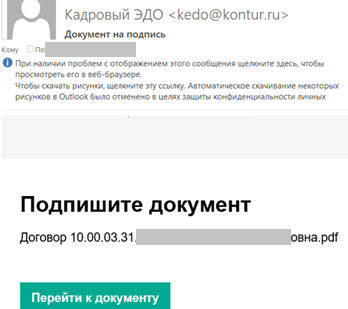 Кадровый ЭДО <kedo@kontur.ru>
Документ на подпись
Кому По
При наличии проблем с отображением этого сообщения щелкните здесь, чтобы
просмотреть его в веб-браузере.
Чтобы скачать рисунки, щелкните эту ссылку. Автоматическое скачивание некоторых
рисунков в Outlook было отменено в целях защиты конфиденциальности личных
Подпишите документ
Договор 10.00.03.31. овна.pdf
Перейти к документу